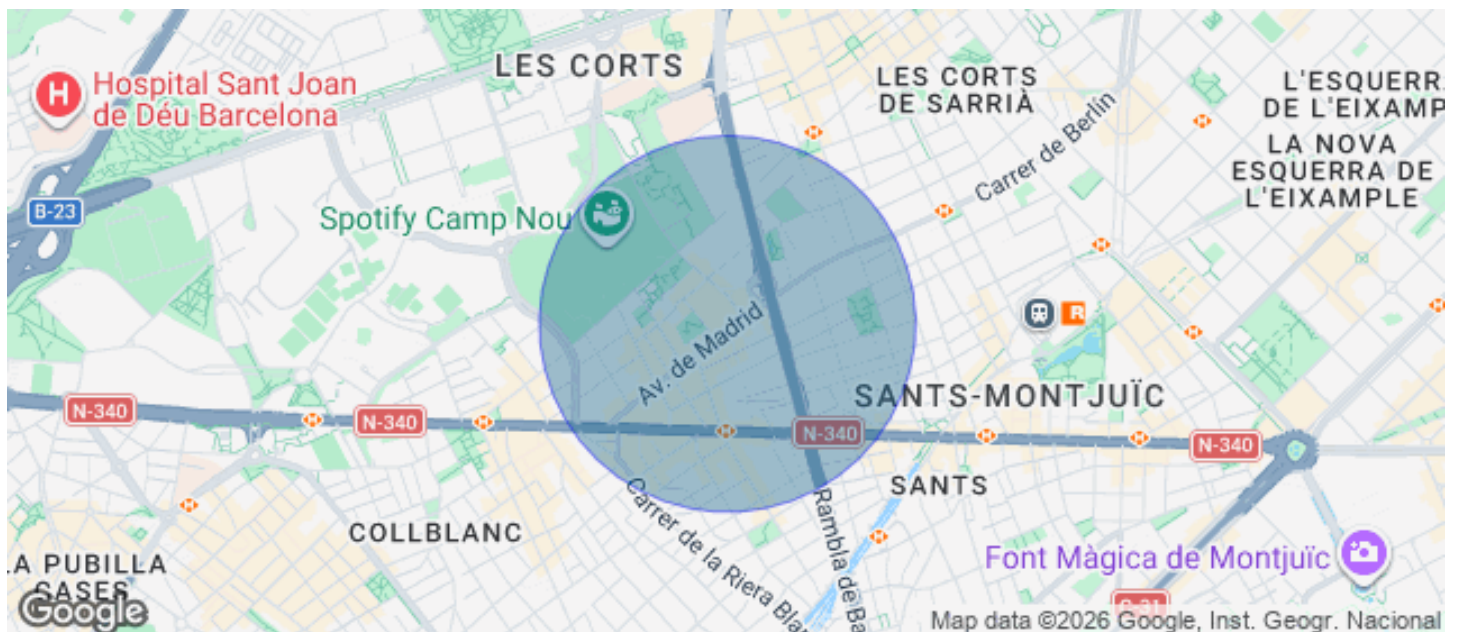 LES CORTS
LES CORTS
DE SARRIÀ
L'ESQUERR
DE L'EIXAMP
Hospital Sant Joan
de Déu Barcelona
H
LA NOVA
ESQUERRA DE
L'EIXAMPLE
Carrer de Berlín
B-23
Spotify Camp Nou
R
Av. de Madrid
SANTS-MONTJUÏC
N-340
N-340
N-340
N-340
SANTS
COLLBLANC
Carrer de la Riera Bla
Rambla de Ba
Font Màgica de Montjuïc
A PUBILLA
CASES
Google
Map data ©2026 Google, Inst. Geogr. Nacional